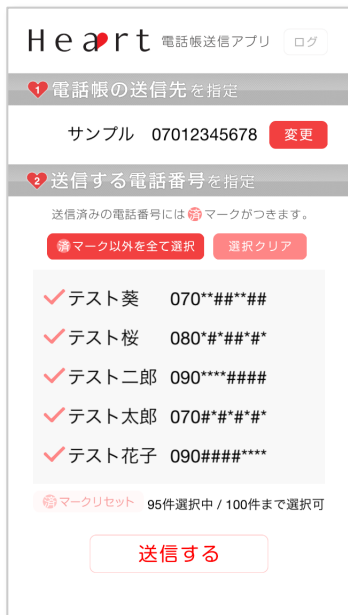 Heart 電話帳送信アプリ ログ
1 電話帳の送信先を指定
サンプル 07012345678 変更
2 送信する電話番号を指定
送信済みの電話番号には 済 マークがつきます。
済マーク以外を全て選択 選択クリア
テスト葵 070**##**##
テスト桜 080*#*##*#*
テスト二郎 090****####
テスト太郎 070#*#*#*#*
テスト花子 090####****
済マークリセット 95件選択中 / 100件まで選択可
送信する